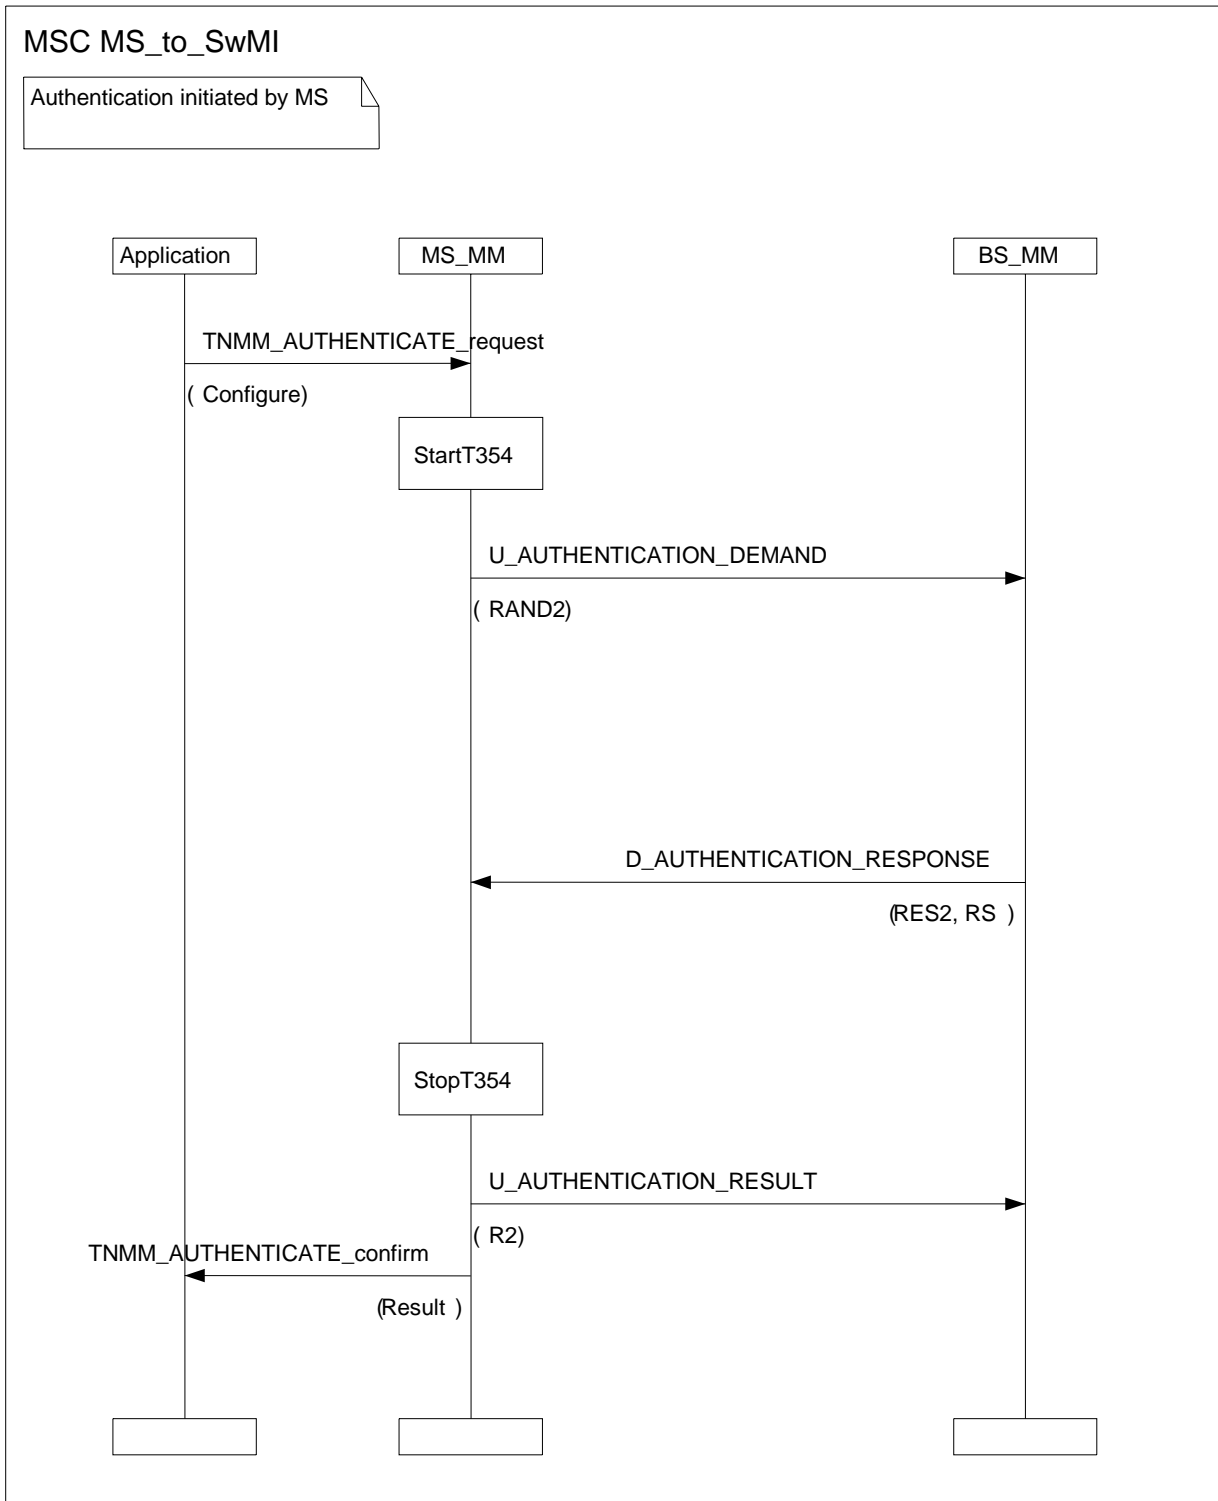 MSC MS_to_SwMI
Authentication initiated by MS
Application MS_MM BS_MM
TNMM_AUTHENTICATE_request
( Configure)
StartT354
U_AUTHENTICATION_DEMAND
( RAND2)
D_AUTHENTICATION_RESPONSE
(RES2, RS )
StopT354
U_AUTHENTICATION_RESULT
( R2)
TNMM_AUTHENTICATE_confirm
(Result )